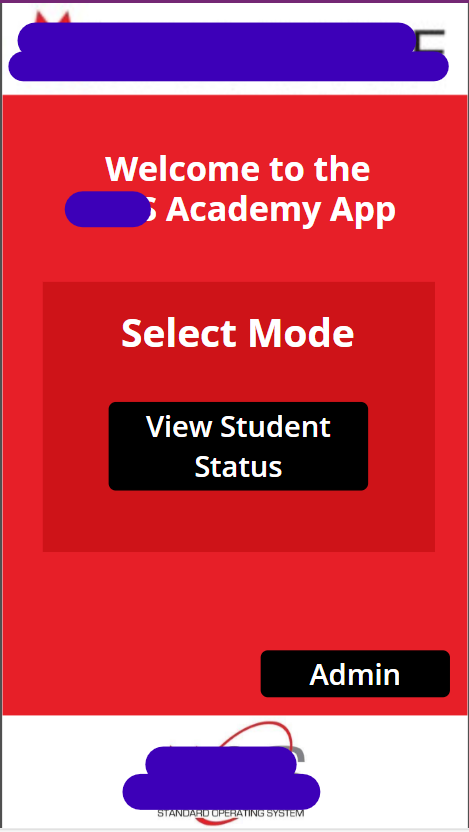 Welcome to the
Academy App
Select Mode
View Student
Status
Admin
STANDARD OPERATING SYSTEM